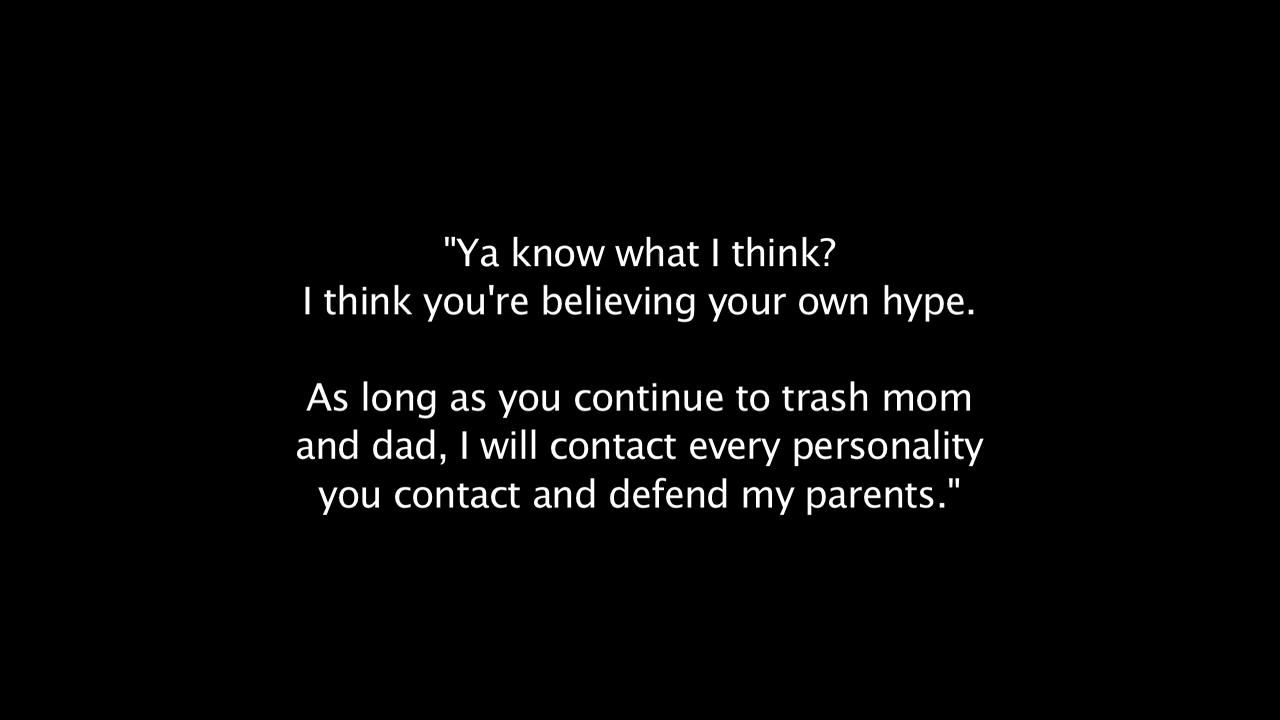 "Ya know what I think?
I think you're believing your own hype.
As long as you continue to trash mom
and dad, I will contact every personality
you contact and defend my parents."